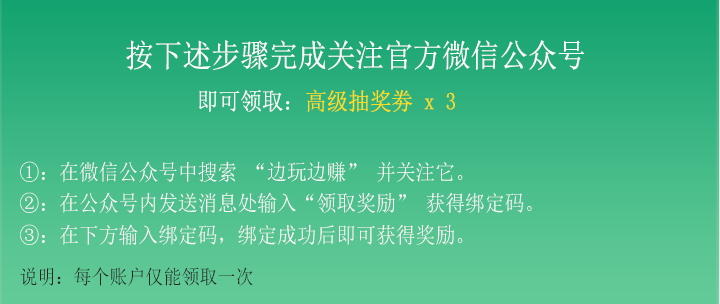 按下述步骤完成关注官方微信公众号
即可领取：高级抽奖券 x 3
①：在微信公众号中搜索 “边玩边赚” 并关注它。
②：在公众号内发送消息处输入“领取奖励” 获得绑定码。
③：在下方输入绑定码，绑定成功后即可获得奖励。
说明：每个账户仅能领取一次